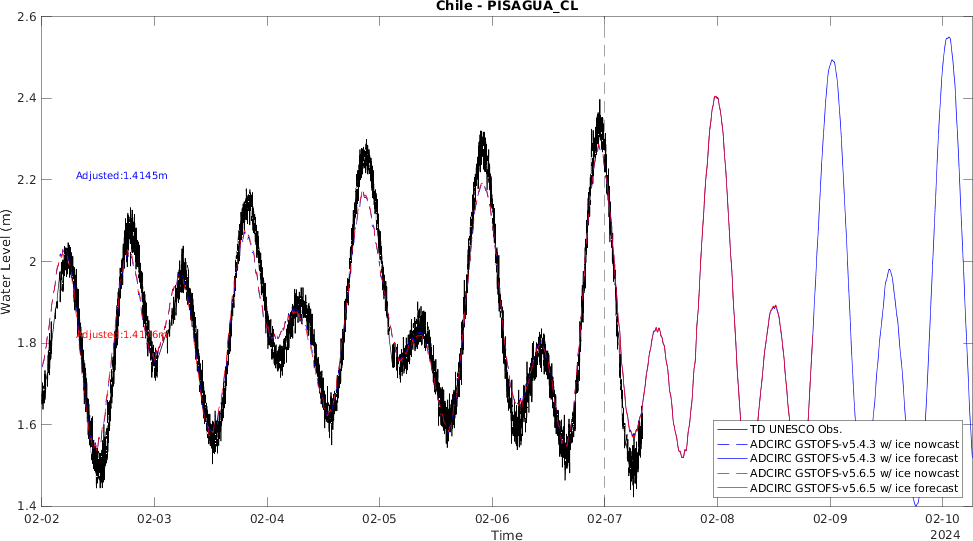 Chile - PISAGUA_CL
2.6
2.4
2.2
2
1.8
1.6
1.4
Water Level (m)
Adjusted:1.4145m
02-02
02-03
02-04
02-05
02-06
02-07
02-08
02-09
02-10
2024
Time
TD UNESCO Obs.
ADCIRC GSTOFS-v5.4.3 w/ ice nowcast
ADCIRC GSTOFS-v5.4.3 w/ ice forecast
ADCIRC GSTOFS-v5.6.5 w/ ice nowcast
ADCIRC GSTOFS-v5.6.5 w/ ice forecast